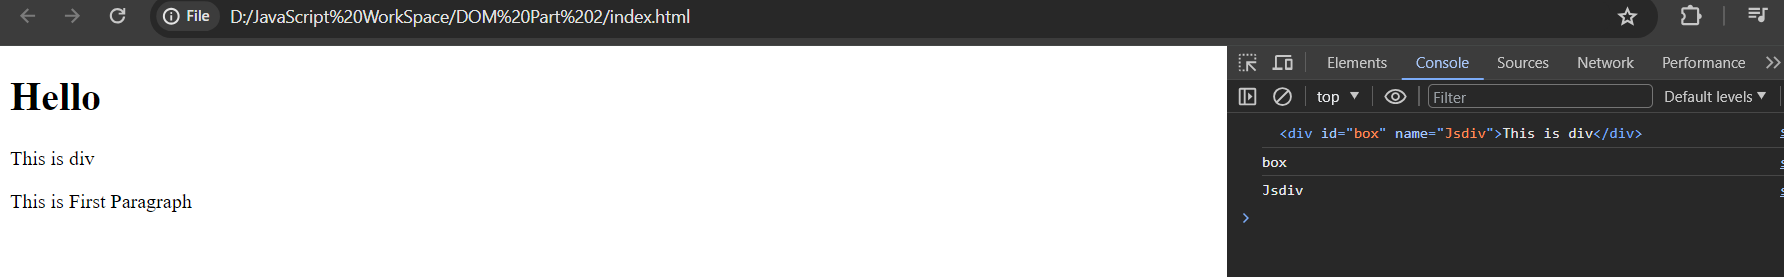 File D:/JavaScript%20WorkSpace/DOM%20Part%202/index.html
Hello
This is div
This is First Paragraph
Elements Console Sources Network Performance
top Filter Default levels
<div id="box" name="Jsdiv">This is div</div>
box
Jsdiv